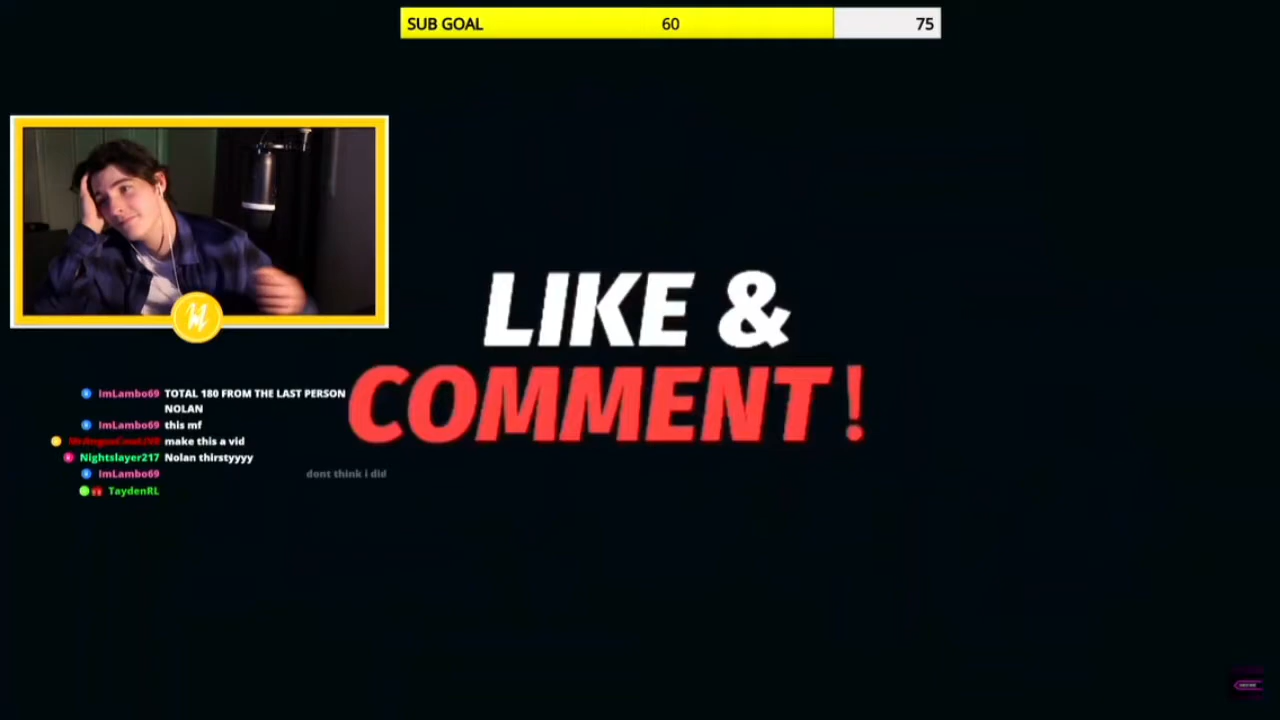 SUB GOAL 60 75
LIKE &
COMMENT!
ImLambo69 TOTAL 180 FROM THE LAST PERSON
NOLAN
ImLambo69 this mf
make this a vid
Nightslayer217 Nolan thirstyyyy
ImLambo69 dont think i did
TaydenRL